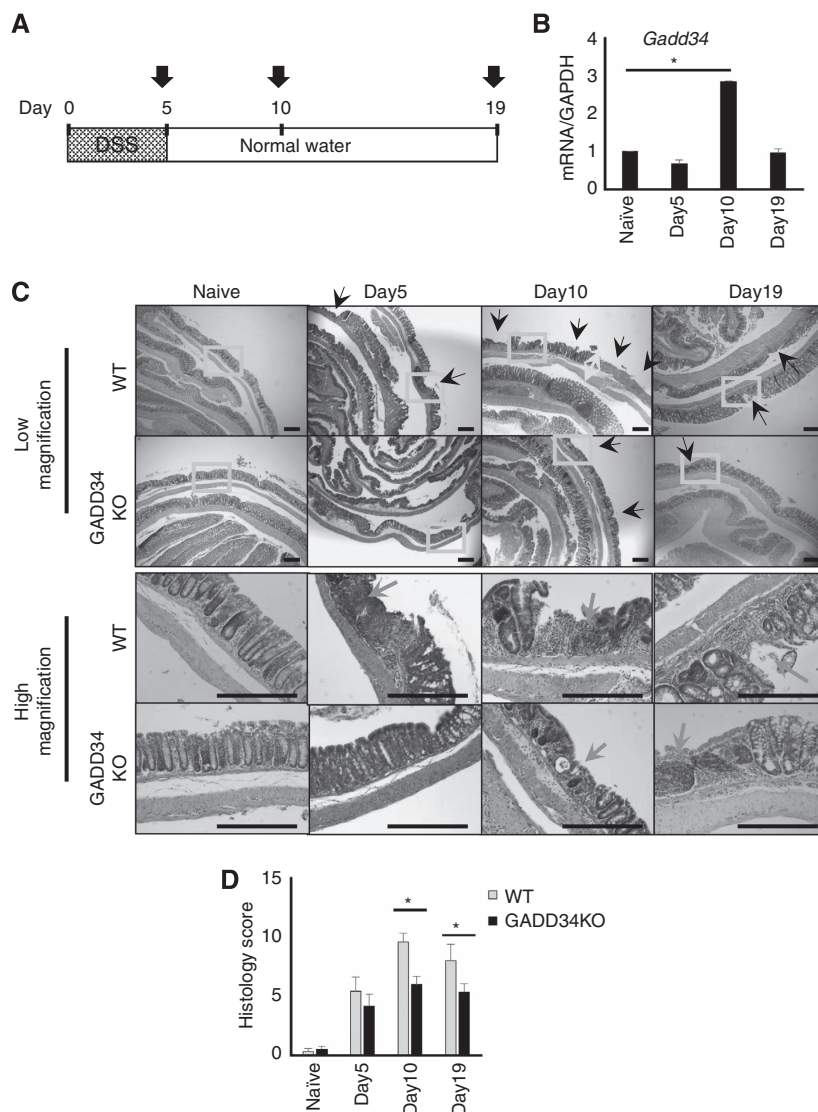 A
Day 0 5 10 19
DSS Normal water
B
Gadd34
*
mRNA/GAPDH
4
3
2
1
0
Naïve
Day5
Day10
Day19
C
Naive Day5 Day10 Day19
Low
magnification
WT
GADD34
KO
High
magnification
WT
GADD34
KO
D
Histology score
15
10
5
0
*
*
WT
GADD34KO
Naïve
Day5
Day10
Day19